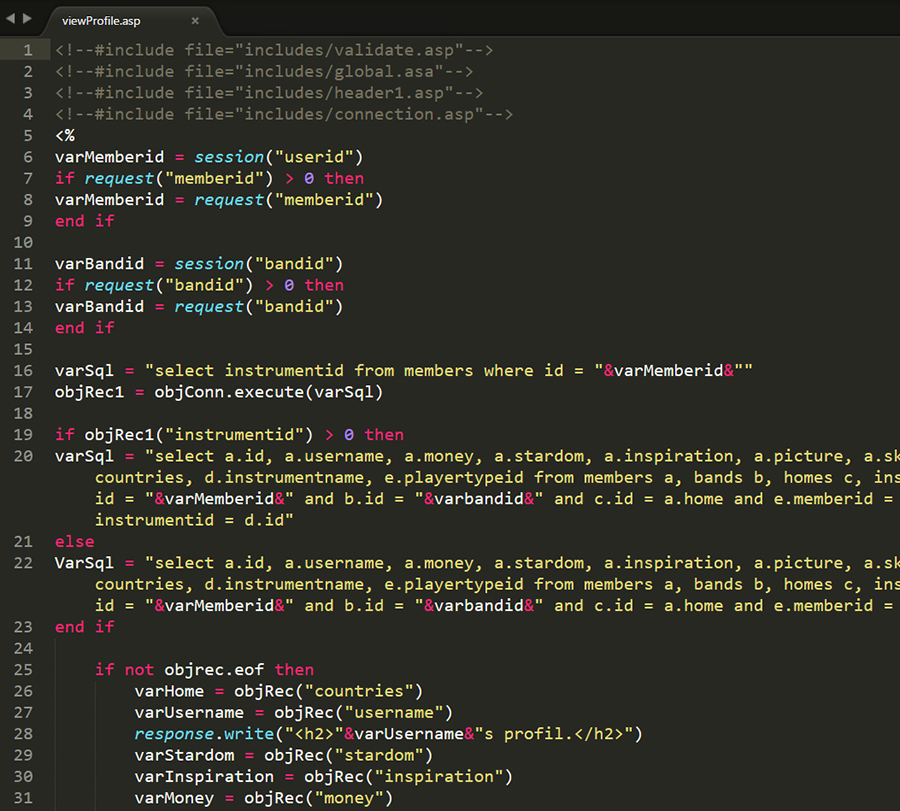 viewProfile.asp ×
1 <!--#include file="includes/validate.asp"-->
2 <!--#include file="includes/global.asa"-->
3 <!--#include file="includes/header1.asp"-->
4 <!--#include file="includes/connection.asp"-->
5 <%
6 varMemberid = session("userid")
7 if request("memberid") > 0 then
8 varMemberid = request("memberid")
9 end if
10
11 varBandid = session("bandid")
12 if request("bandid") > 0 then
13 varBandid = request("bandid")
14 end if
15
16 varSql = "select instrumentid from members where id = "&varMemberid&""
17 objRec1 = objConn.execute(varSql)
18
19 if objRec1("instrumentid") > 0 then
20 varSql = "select a.id, a.username, a.money, a.stardom, a.inspiration, a.picture, a.sk
countries, d.instrumentname, e.playertypeid from members a, bands b, homes c, ins
id = "&varMemberid&" and b.id = "&varbandid&" and c.id = a.home and e.memberid =
instrumentid = d.id"
21 else
22 VarSql = "select a.id, a.username, a.money, a.stardom, a.inspiration, a.picture, a.sk
countries, d.instrumentname, e.playertypeid from members a, bands b, homes c, ins
id = "&varMemberid&" and b.id = "&varbandid&" and c.id = a.home and e.memberid =
23 end if
24
25 if not objrec.eof then
26 varHome = objRec("countries")
27 varUsername = objRec("username")
28 response.write("<h2>"&varUsername&"s profil.</h2>")
29 varStardom = objRec("stardom")
30 varInspiration = objRec("inspiration")
31 varMoney = objRec("money")